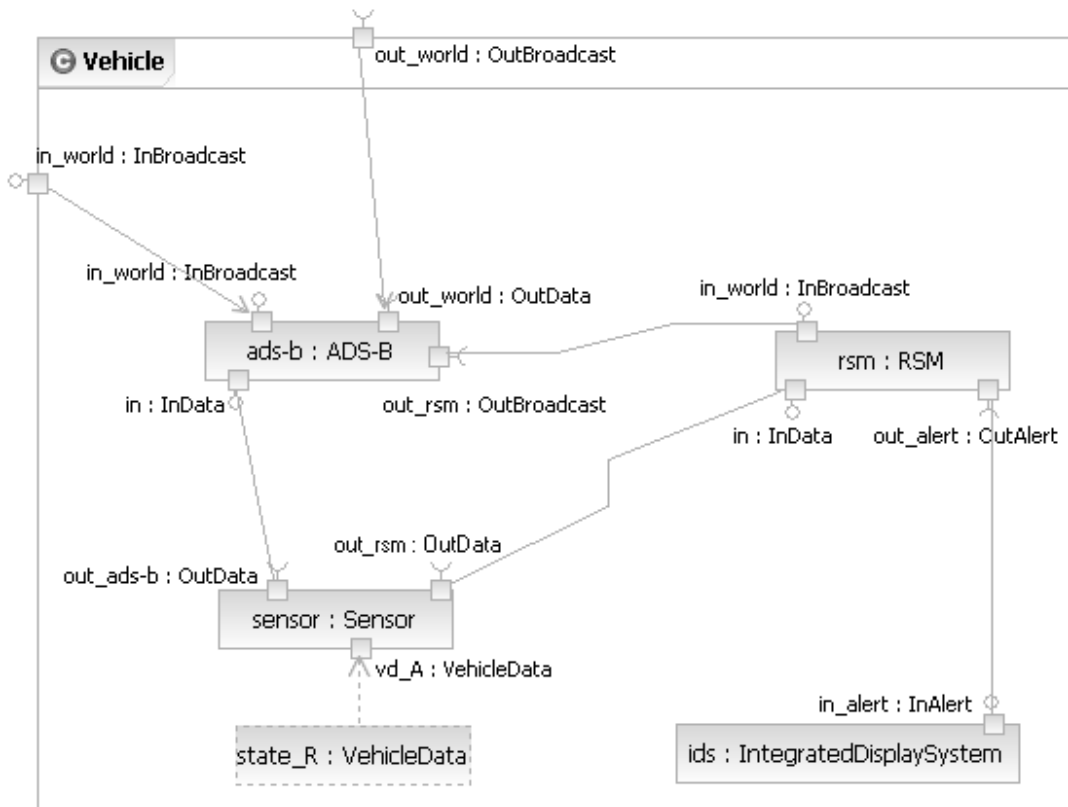 out_world : OutBroadcast
C Vehicle
in_world : InBroadcast
in_world : InBroadcast
out_world : OutData
in_world : InBroadcast
ads-b : ADS-B
rsm : RSM
in : InData
out_rsm : OutBroadcast
in : InData
out_alert : OutAlert
out_rsm : OutData
out_ads-b : OutData
sensor : Sensor
vd_A : VehicleData
in_alert : InAlert
state_R : VehicleData
ids : IntegratedDisplaySystem